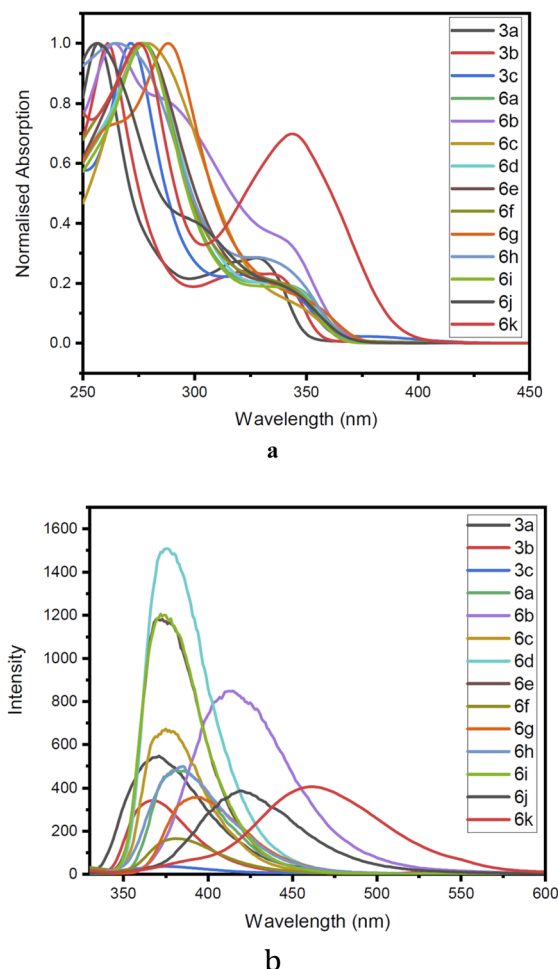 Normalised Absorption
1.0
0.8
0.6
0.4
0.2
0.0
250 300 350 400 450
Wavelength (nm)
3a
3b
3c
6a
6b
6c
6d
6e
6f
6g
6h
6i
6j
6k
a
Intensity
1600
1400
1200
1000
800
600
400
200
0
350 400 450 500 550 600
Wavelength (nm)
3a
3b
3c
6a
6b
6c
6d
6e
6f
6g
6h
6i
6j
6k
b